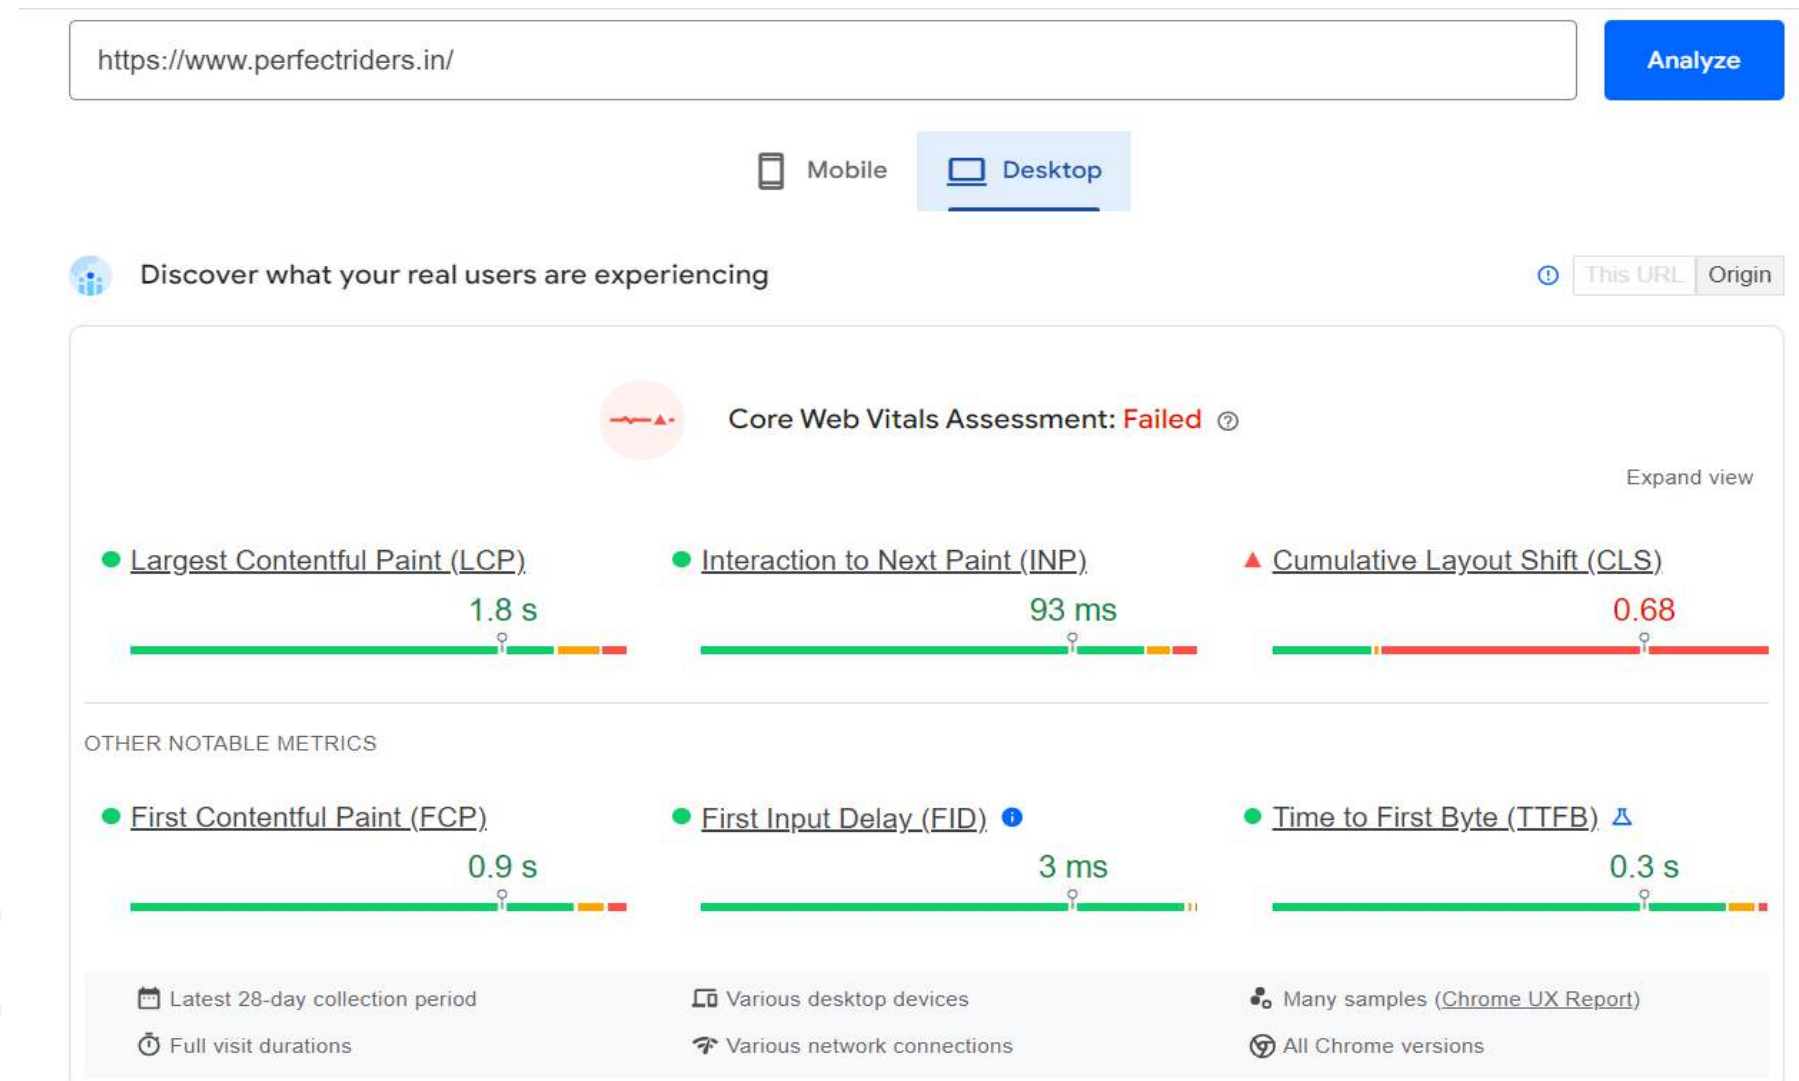 https://www.perfectriders.in/
Analyze
Mobile
Desktop
Discover what your real users are experiencing
This URL
Origin
Core Web Vitals Assessment: Failed
Expand view
Largest Contentful Paint (LCP)
1.8 s
Interaction to Next Paint (INP)
93 ms
Cumulative Layout Shift (CLS)
0.68
OTHER NOTABLE METRICS
First Contentful Paint (FCP)
0.9 s
First Input Delay (FID)
3 ms
Time to First Byte (TTFB)
0.3 s
Latest 28-day collection period
Various desktop devices
Many samples (Chrome UX Report)
Full visit durations
Various network connections
All Chrome versions